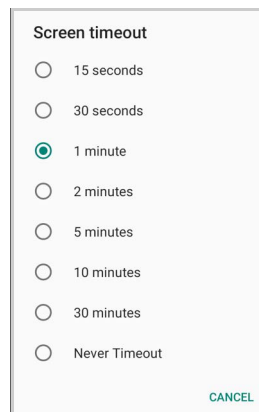 Screen timeout
15 seconds
30 seconds
1 minute
2 minutes
5 minutes
10 minutes
30 minutes
Never Timeout
CANCEL